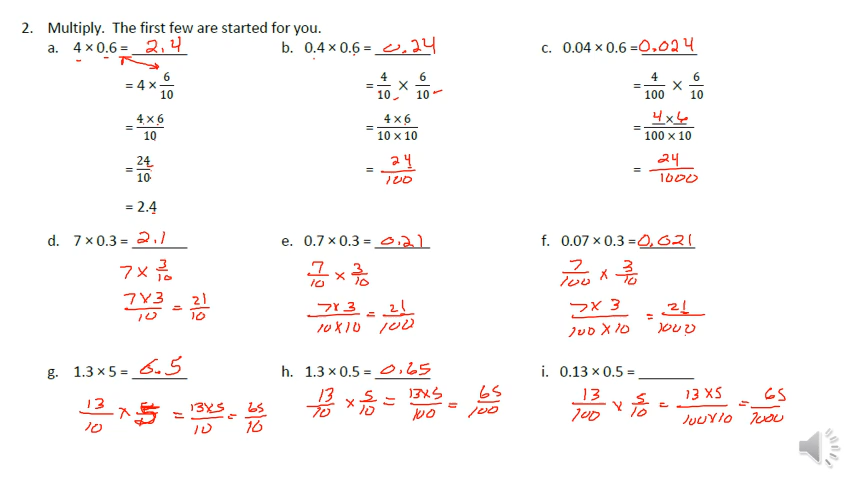 2. Multiply. The first few are started for you.
a. 4 × 0.6 = 2.4
= 4 × 6/10
= 4 × 6/10
= 24/10
= 2.4
b. 0.4 × 0.6 = 0.24
= 4/10 × 6/10
= 4 × 6/10 × 10
= 24/100
c. 0.04 × 0.6 = 0.024
= 4/100 × 6/10
= 4 × 6/100 × 10
= 24/1000
d. 7 × 0.3 = 2.1
7 × 3/10
7 × 3/10 = 21/10
e. 0.7 × 0.3 = 0.21
7/10 × 3/10
7 × 3/10 × 10 = 21/100
f. 0.07 × 0.3 = 0.021
7/100 × 3/10
7 × 3/100 × 10 = 21/1000
g. 1.3 × 5 = 6.5
13/10 × 5 = 13 × 5/10 = 65/10
h. 1.3 × 0.5 = 0.65
13/10 × 5/10 = 13 × 5/100 = 65/100
i. 0.13 × 0.5 =
13/100 × 5/10 = 13 × 5/100 × 10 = 65/1000